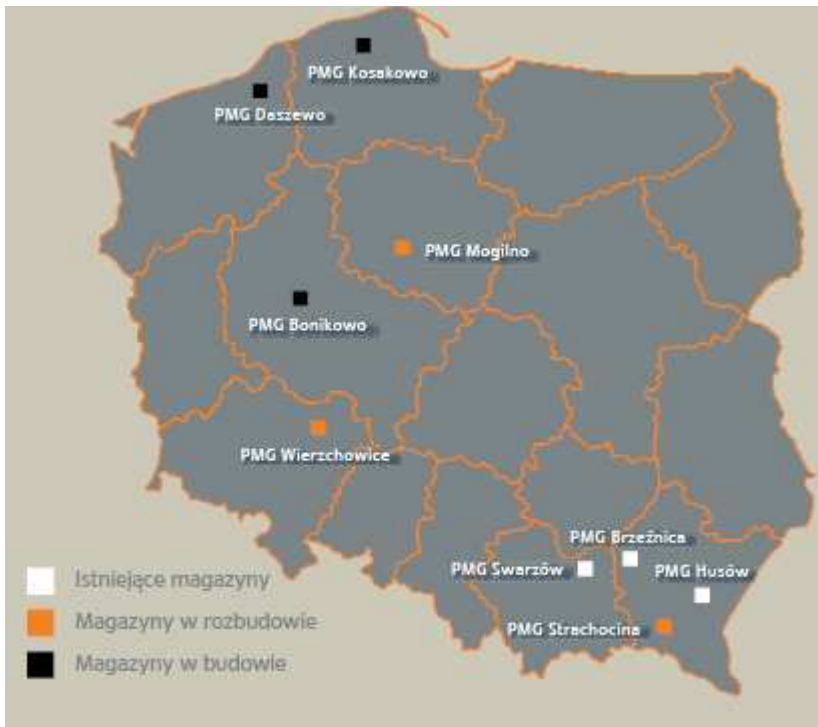 PMG Kosakowo
PMG Daszewo
PMG Mogilno
PMG Bonikowo
PMG Wierzchowice
PMG Brzeźnica
PMG Swarzów
PMG Husów
PMG Strachocina
Istniejące magazyny
Magazyny w rozbudowie
Magazyny w budowie